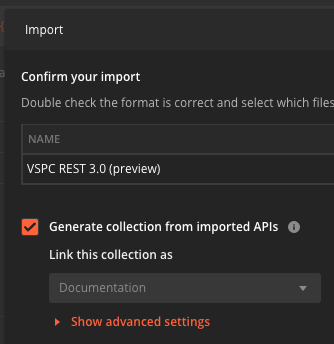 Import
Confirm your import
Double check the format is correct and select which files
NAME
VSPC REST 3.0 (preview)
Generate collection from imported APIs
Link this collection as
Documentation
Show advanced settings